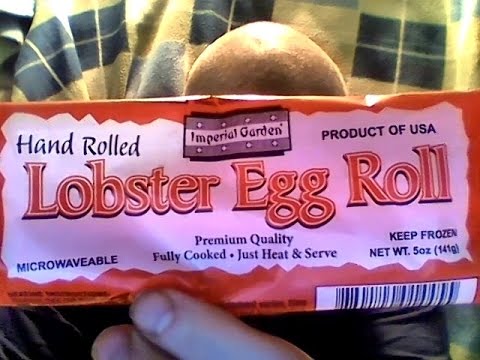 Imperial Garden®
Hand Rolled
PRODUCT OF USA
Lobster Egg Roll
Premium Quality
Fully Cooked • Just Heat & Serve
MICROWAVEABLE
KEEP FROZEN
NET WT. 5oz (141g)